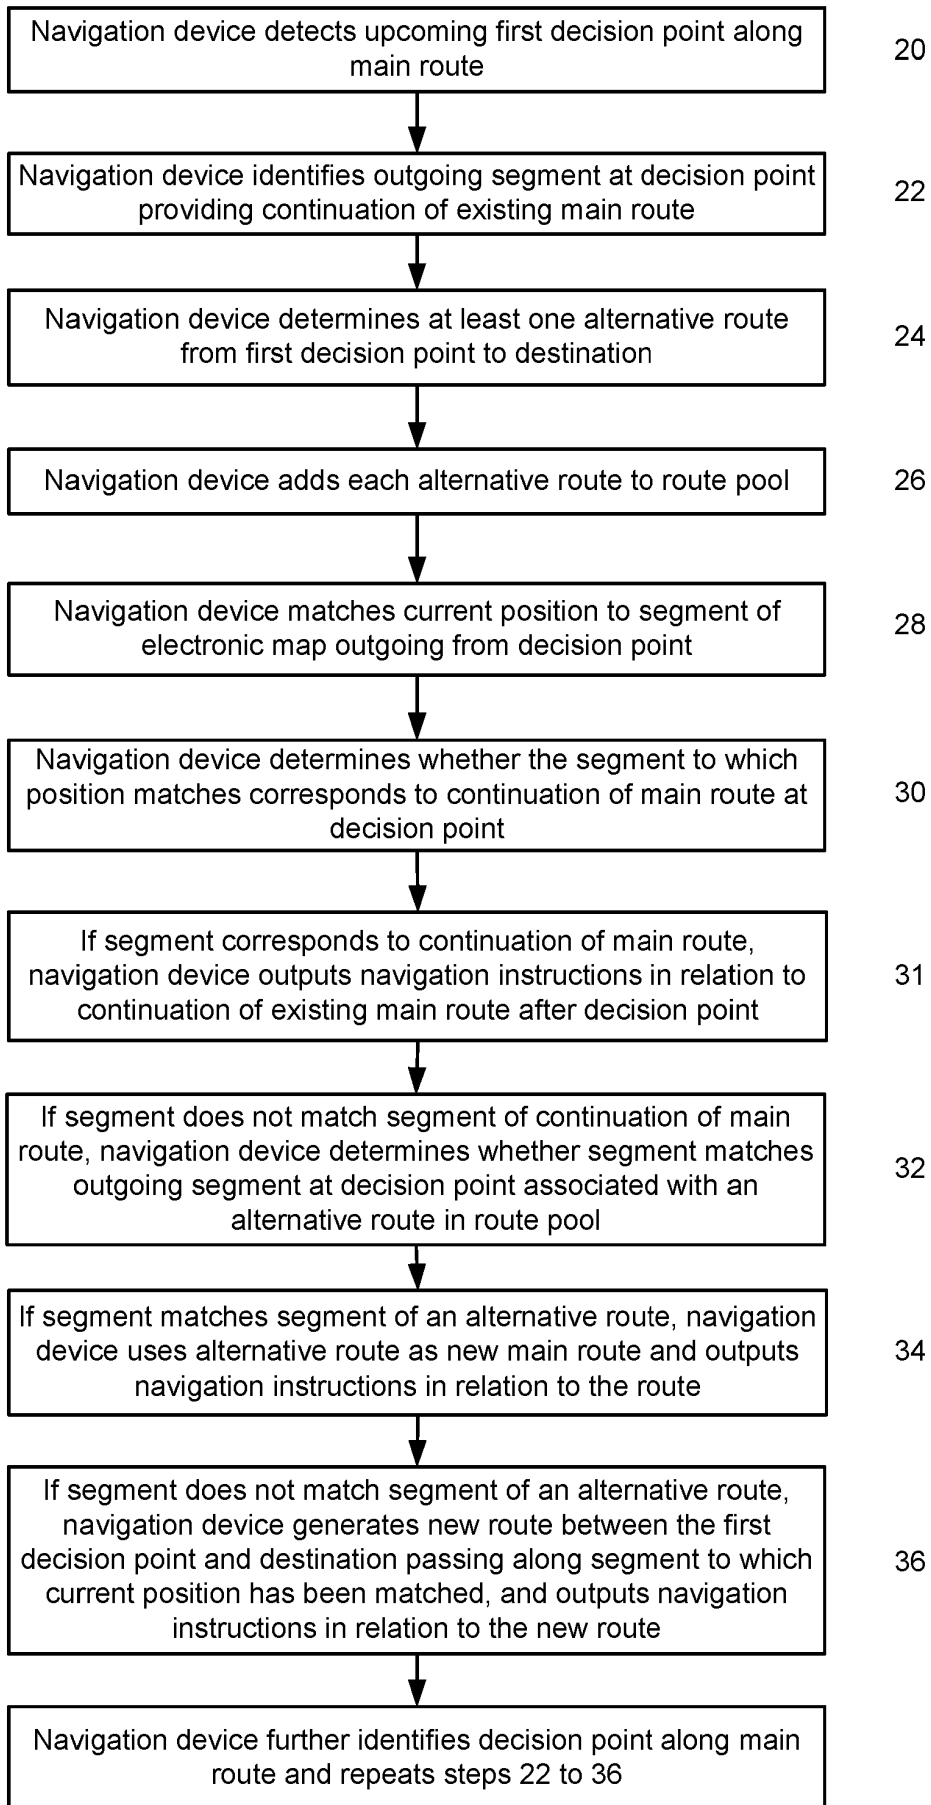 Navigation device detects upcoming first decision point along
main route
20
Navigation device identifies outgoing segment at decision point
providing continuation of existing main route
22
Navigation device determines at least one alternative route
from first decision point to destination
24
Navigation device adds each alternative route to route pool
26
Navigation device matches current position to segment of
electronic map outgoing from decision point
28
Navigation device determines whether the segment to which
position matches corresponds to continuation of main route at
decision point
30
If segment corresponds to continuation of main route,
navigation device outputs navigation instructions in relation to
continuation of existing main route after decision point
31
If segment does not match segment of continuation of main
route, navigation device determines whether segment matches
outgoing segment at decision point associated with an
alternative route in route pool
32
If segment matches segment of an alternative route, navigation
device uses alternative route as new main route and outputs
navigation instructions in relation to the route
34
If segment does not match segment of an alternative route,
navigation device generates new route between the first
decision point and destination passing along segment to which
current position has been matched, and outputs navigation
instructions in relation to the new route
36
Navigation device further identifies decision point along main
route and repeats steps 22 to 36